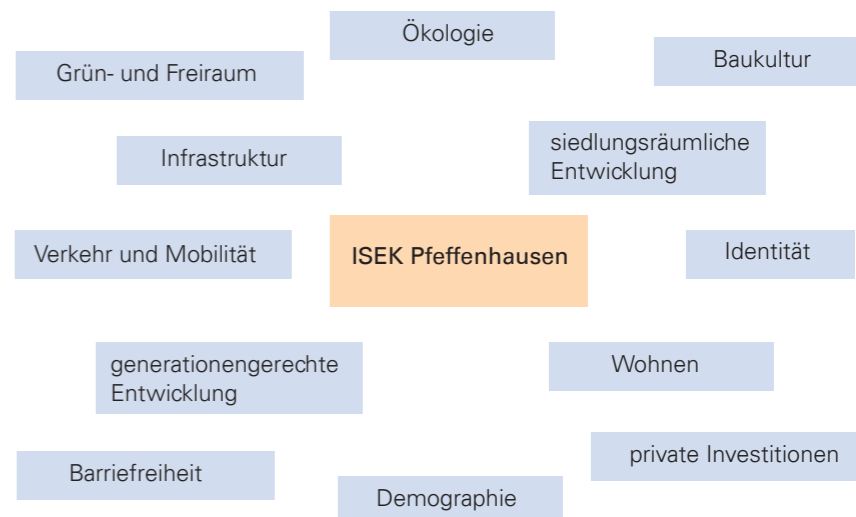 Ökologie
Baukultur
Grün- und Freiraum
siedlungsräumliche
Entwicklung
Infrastruktur
Verkehr und Mobilität
ISEK Pfeffenhausen
Identität
generationengerechte
Entwicklung
Wohnen
private Investitionen
Barriefreiheit
Demographie